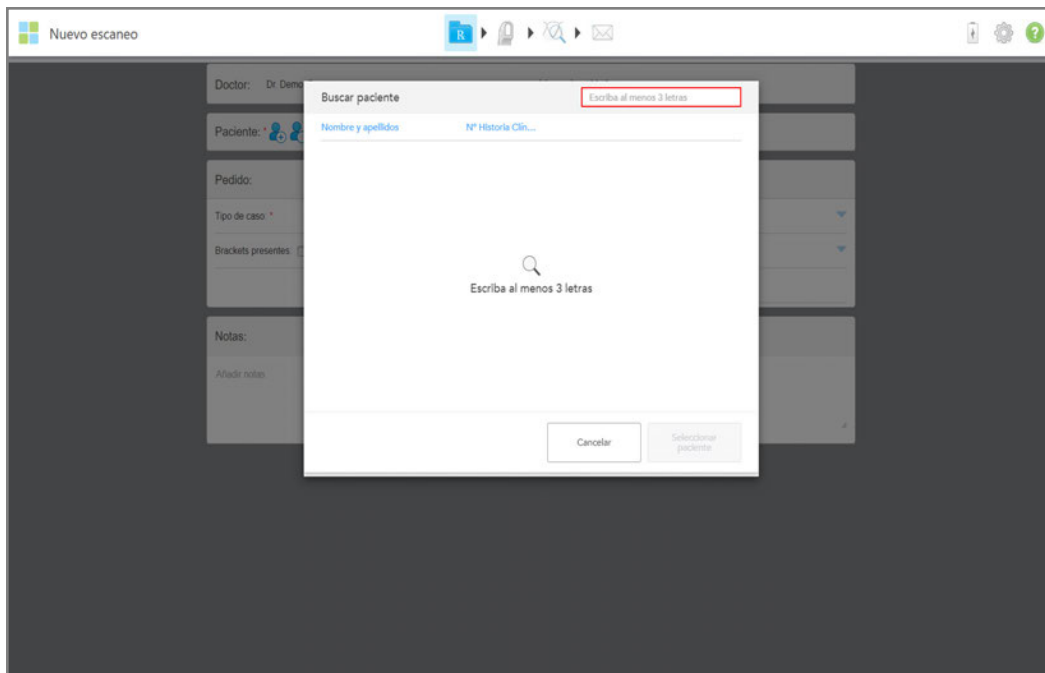 Nuevo escaneo
R
?
Doctor: Dr Demo
Buscar paciente
Escriba al menos 3 letras
Paciente: *
Nombre y apellidos
Nº Historia Clín...
Pedido:
Tipo de caso: *
Brackets presentes:
Escriba al menos 3 letras
Notas:
Añadir notas
Cancelar
Seleccionar
paciente